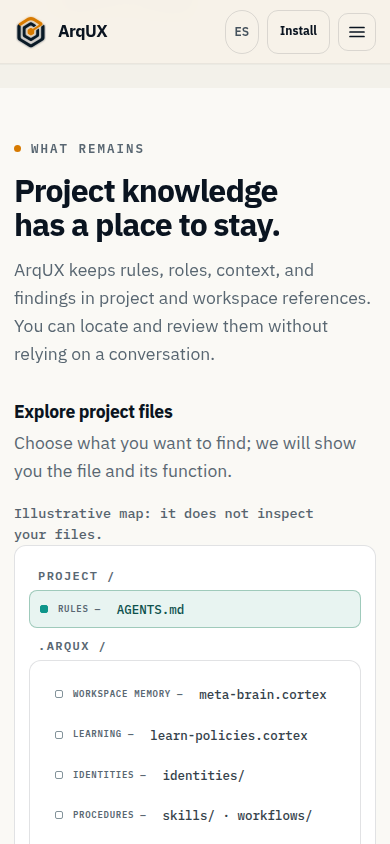 ArqUX
ES
Install
WHAT REMAINS
Project knowledge
has a place to stay.
ArqUX keeps rules, roles, context, and
findings in project and workspace references.
You can locate and review them without
relying on a conversation.
Explore project files
Choose what you want to find; we will show
you the file and its function.
Illustrative map: it does not inspect
your files.
PROJECT /
RULES — AGENTS.md
.ARQUX /
WORKSPACE MEMORY — meta-brain.cortex
LEARNING — learn-policies.cortex
IDENTITIES — identities/
PROCEDURES — skills/ · workflows/